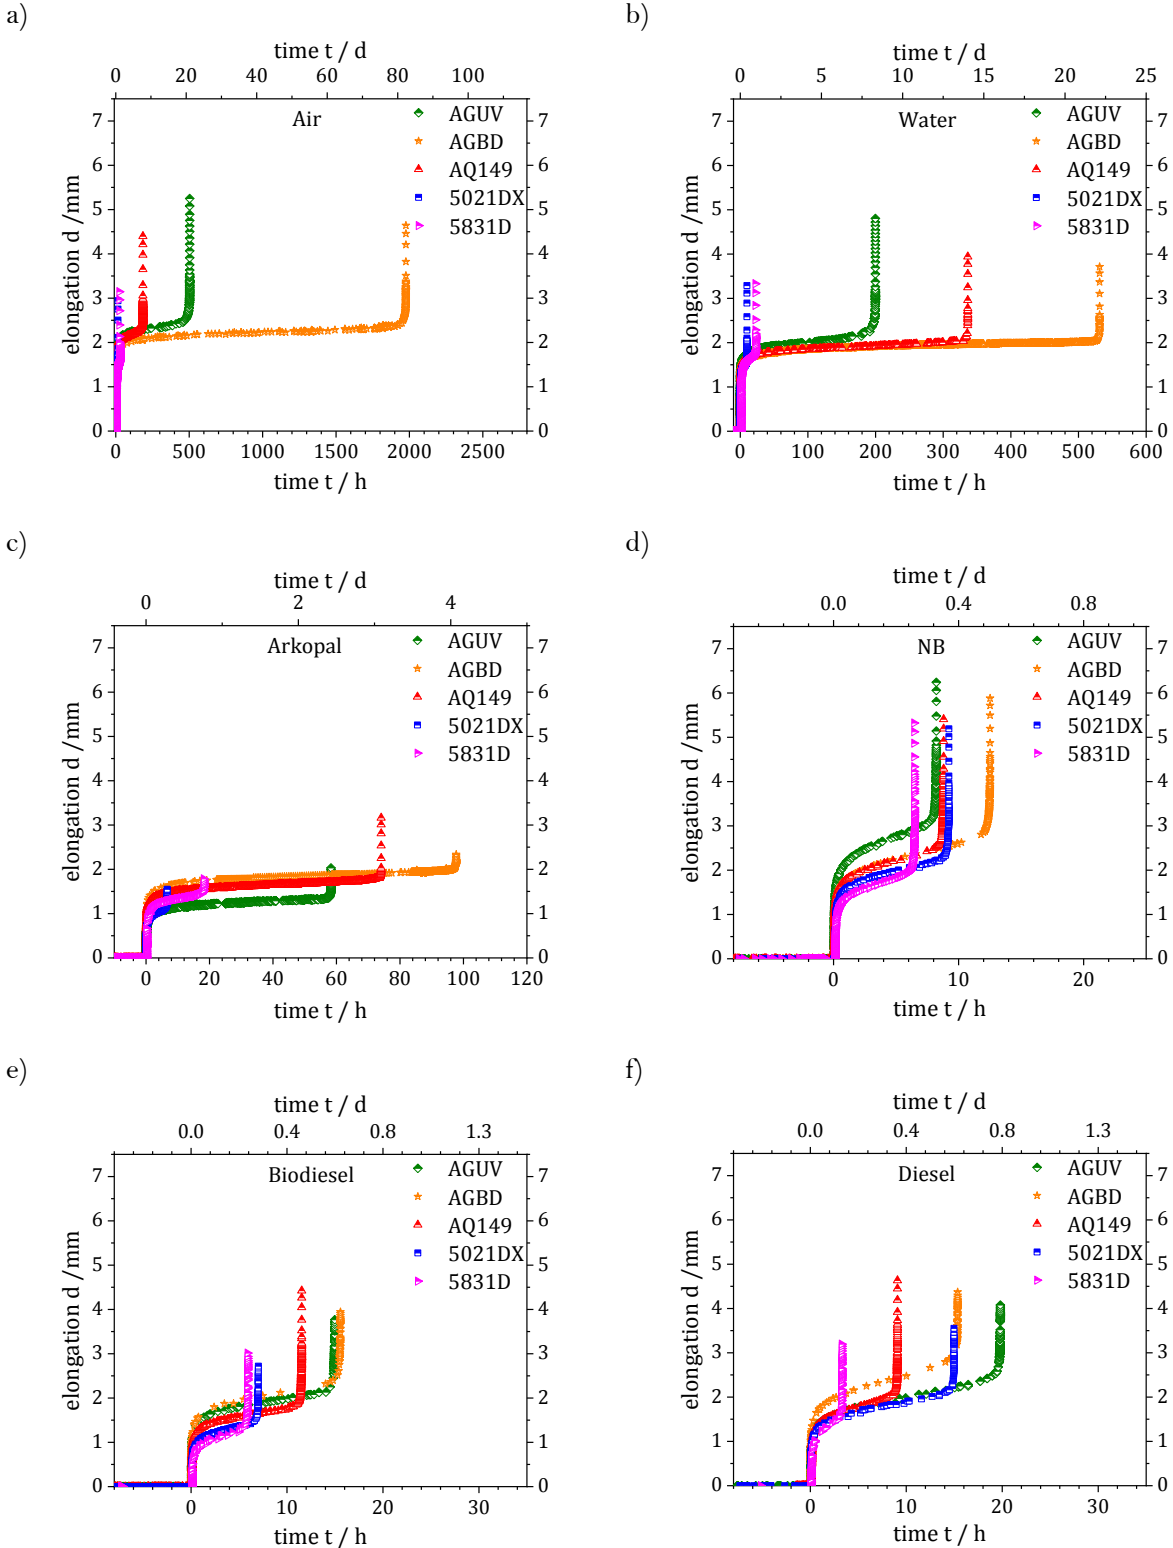 a)
time t / d
0 20 40 60 80 100
Air
AGUV
AGBD
AQ149
5021DX
5831D
elongation d /mm
7 6 5 4 3 2 1 0
7 6 5 4 3 2 1 0
0 500 1000 1500 2000 2500
time t / h
b)
time t / d
0 5 10 15 20 25
Water
AGUV
AGBD
AQ149
5021DX
5831D
elongation d /mm
7 6 5 4 3 2 1 0
7 6 5 4 3 2 1 0
0 100 200 300 400 500 600
time t / h
c)
time t / d
0 2 4
Arkopal
AGUV
AGBD
AQ149
5021DX
5831D
elongation d /mm
7 6 5 4 3 2 1 0
7 6 5 4 3 2 1 0
0 20 40 60 80 100 120
time t / h
d)
time t / d
0.0 0.4 0.8
NB
AGUV
AGBD
AQ149
5021DX
5831D
elongation d /mm
7 6 5 4 3 2 1 0
7 6 5 4 3 2 1 0
0 10 20
time t / h
e)
time t / d
0.0 0.4 0.8 1.3
Biodiesel
AGUV
AGBD
AQ149
5021DX
5831D
elongation d /mm
7 6 5 4 3 2 1 0
7 6 5 4 3 2 1 0
0 10 20 30
time t / h
f)
time t / d
0.0 0.4 0.8 1.3
Diesel
AGUV
AGBD
AQ149
5021DX
5831D
elongation d /mm
7 6 5 4 3 2 1 0
7 6 5 4 3 2 1 0
0 10 20 30
time t / h